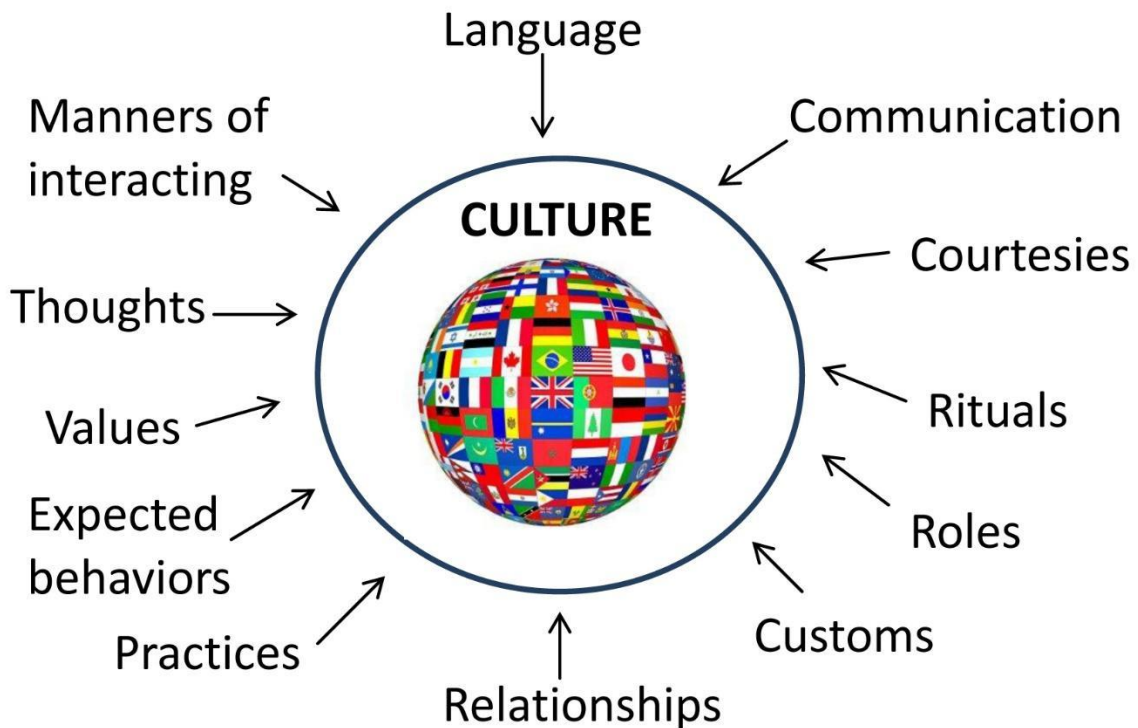 Language
Communication
Manners of
interacting
CULTURE
Courtesies
Thoughts
Rituals
Values
Expected
behaviors
Roles
Practices
Customs
Relationships